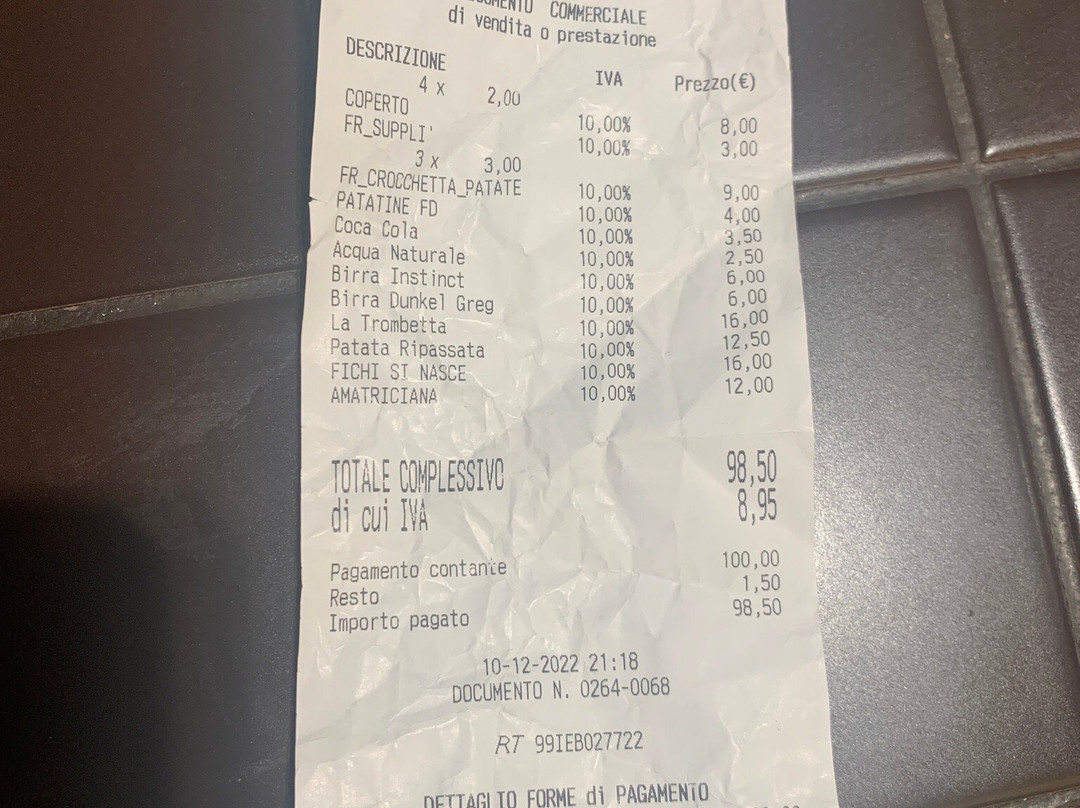 COMMERCIALE
di vendita o prestazione
DESCRIZIONE IVA Prezzo(€)
4 x 2,00
COPERTO 10,00% 8,00
FR_SUPPLI' 10,00% 3,00
3 x 3,00
FR_CROCCHETTA_PATATE 10,00% 9,00
PATATINE FD 10,00% 4,00
Coca Cola 10,00% 3,50
Acqua Naturale 10,00% 2,50
Birra Instinct 10,00% 6,00
Birra Dunkel Greg 10,00% 6,00
La Trombetta 10,00% 16,00
Patata Ripassata 10,00% 12,50
FICHI SI NASCE 10,00% 16,00
AMATRICIANA 10,00% 12,00
TOTALE COMPLESSIVO 98,50
di cui IVA 8,95
Pagamento contante 100,00
Resto 1,50
Importo pagato 98,50
10-12-2022 21:18
DOCUMENTO N. 0264-0068
RT 99IEB027722
DETTAGLIO FORME di PAGAMENTO